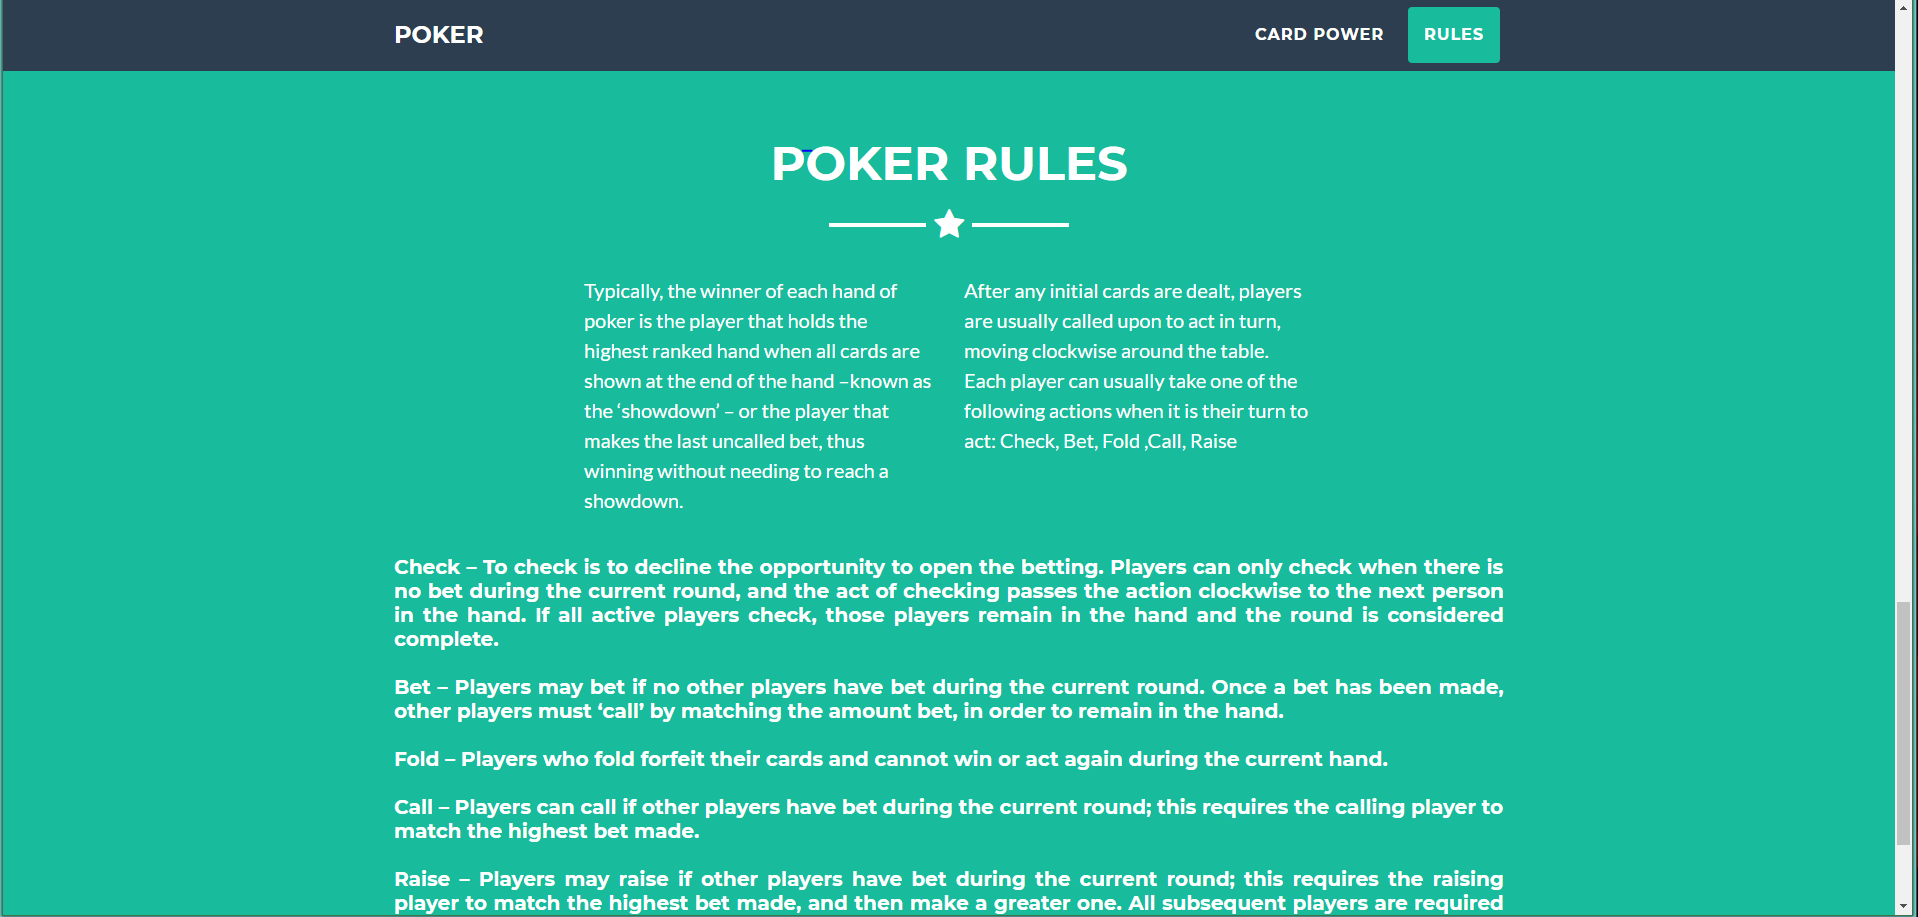 POKER
CARD POWER
RULES
POKER RULES
Typically, the winner of each hand of
poker is the player that holds the
highest ranked hand when all cards are
shown at the end of the hand –known as
the ‘showdown’ – or the player that
makes the last uncalled bet, thus
winning without needing to reach a
showdown.
After any initial cards are dealt, players
are usually called upon to act in turn,
moving clockwise around the table.
Each player can usually take one of the
following actions when it is their turn to
act: Check, Bet, Fold ,Call, Raise
Check – To check is to decline the opportunity to open the betting. Players can only check when there is
no bet during the current round, and the act of checking passes the action clockwise to the next person
in the hand. If all active players check, those players remain in the hand and the round is considered
complete.
Bet – Players may bet if no other players have bet during the current round. Once a bet has been made,
other players must ‘call’ by matching the amount bet, in order to remain in the hand.
Fold – Players who fold forfeit their cards and cannot win or act again during the current hand.
Call – Players can call if other players have bet during the current round; this requires the calling player to
match the highest bet made.
Raise – Players may raise if other players have bet during the current round; this requires the raising
player to match the highest bet made, and then make a greater one. All subsequent players are required